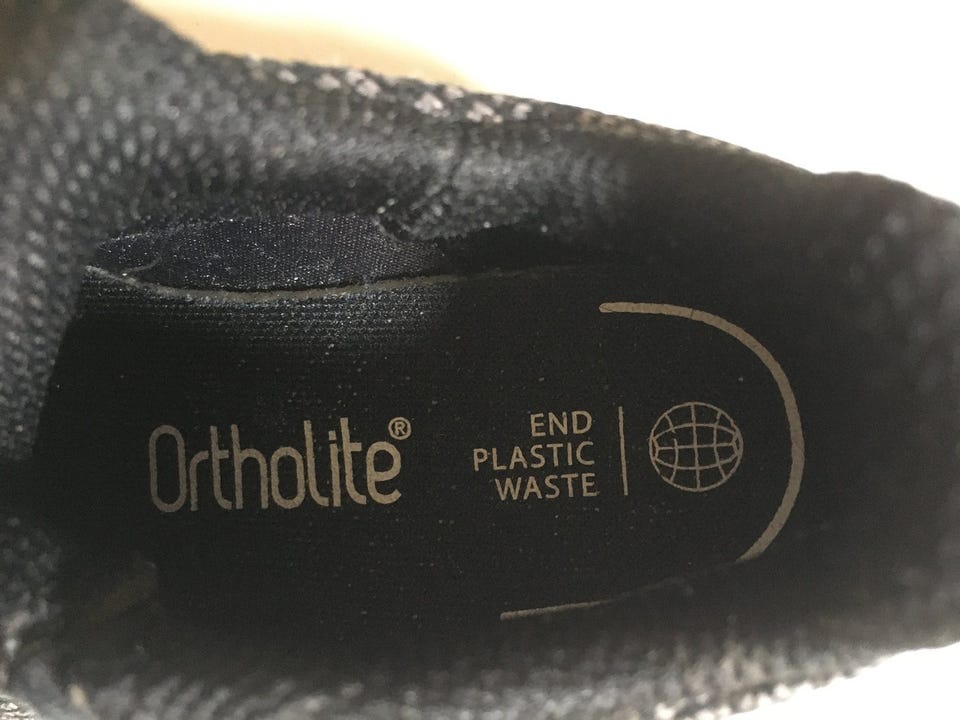 Ortholite®
END
PLASTIC
WASTE